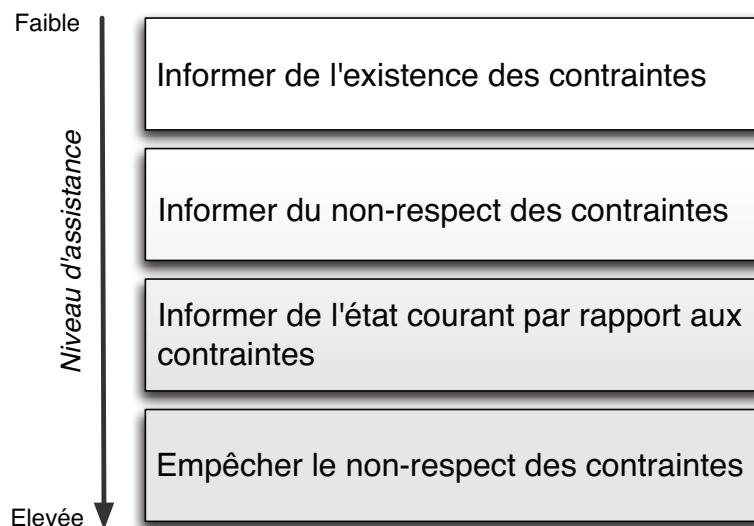 Faible
Informer de l'existence des contraintes
Informer du non-respect des contraintes
Niveau d'assistance
Informer de l'état courant par rapport aux
contraintes
Empêcher le non-respect des contraintes
Elevée